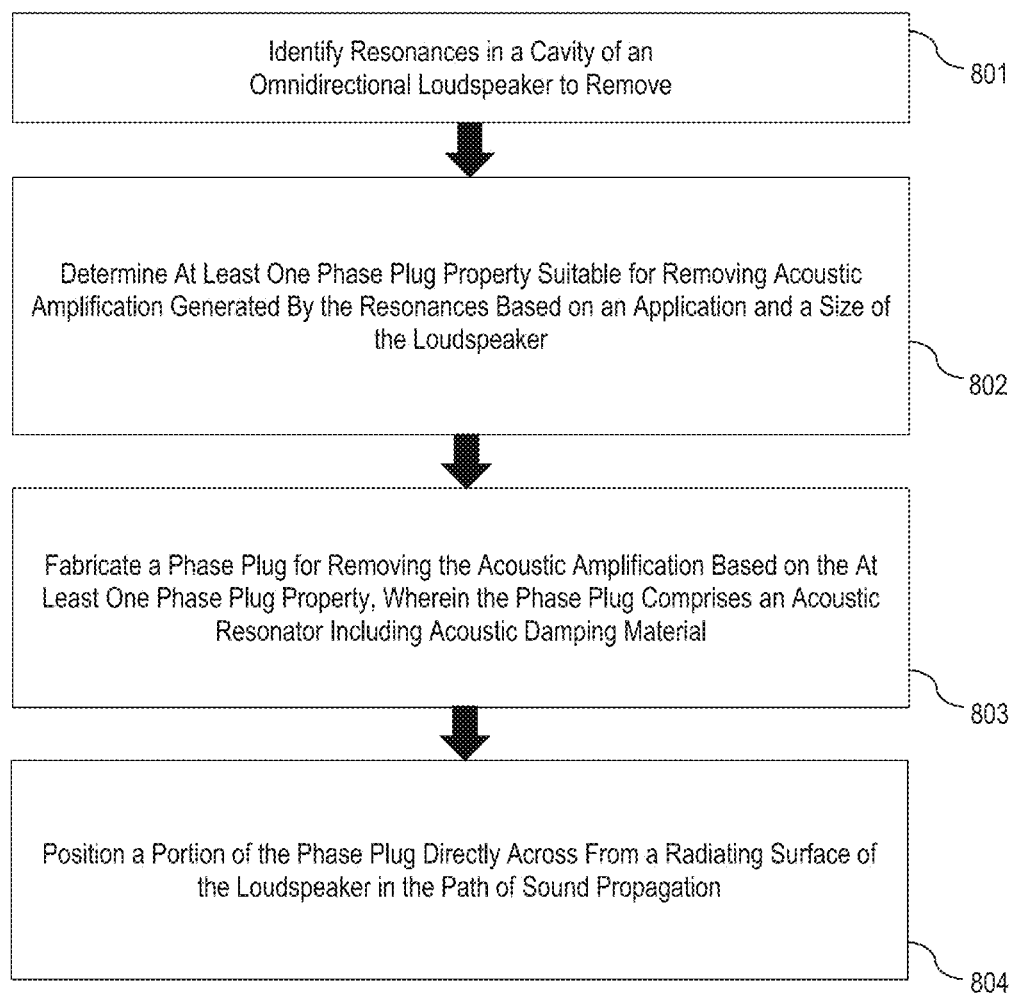 Identify Resonances in a Cavity of an
Omnidirectional Loudspeaker to Remove
801
Determine At Least One Phase Plug Property Suitable for Removing Acoustic
Amplification Generated By the Resonances Based on an Application and a Size of
the Loudspeaker
802
Fabricate a Phase Plug for Removing the Acoustic Amplification Based on the At
Least One Phase Plug Property, Wherein the Phase Plug Comprises an Acoustic
Resonator Including Acoustic Damping Material
803
Position a Portion of the Phase Plug Directly Across From a Radiating Surface of
the Loudspeaker in the Path of Sound Propagation
804